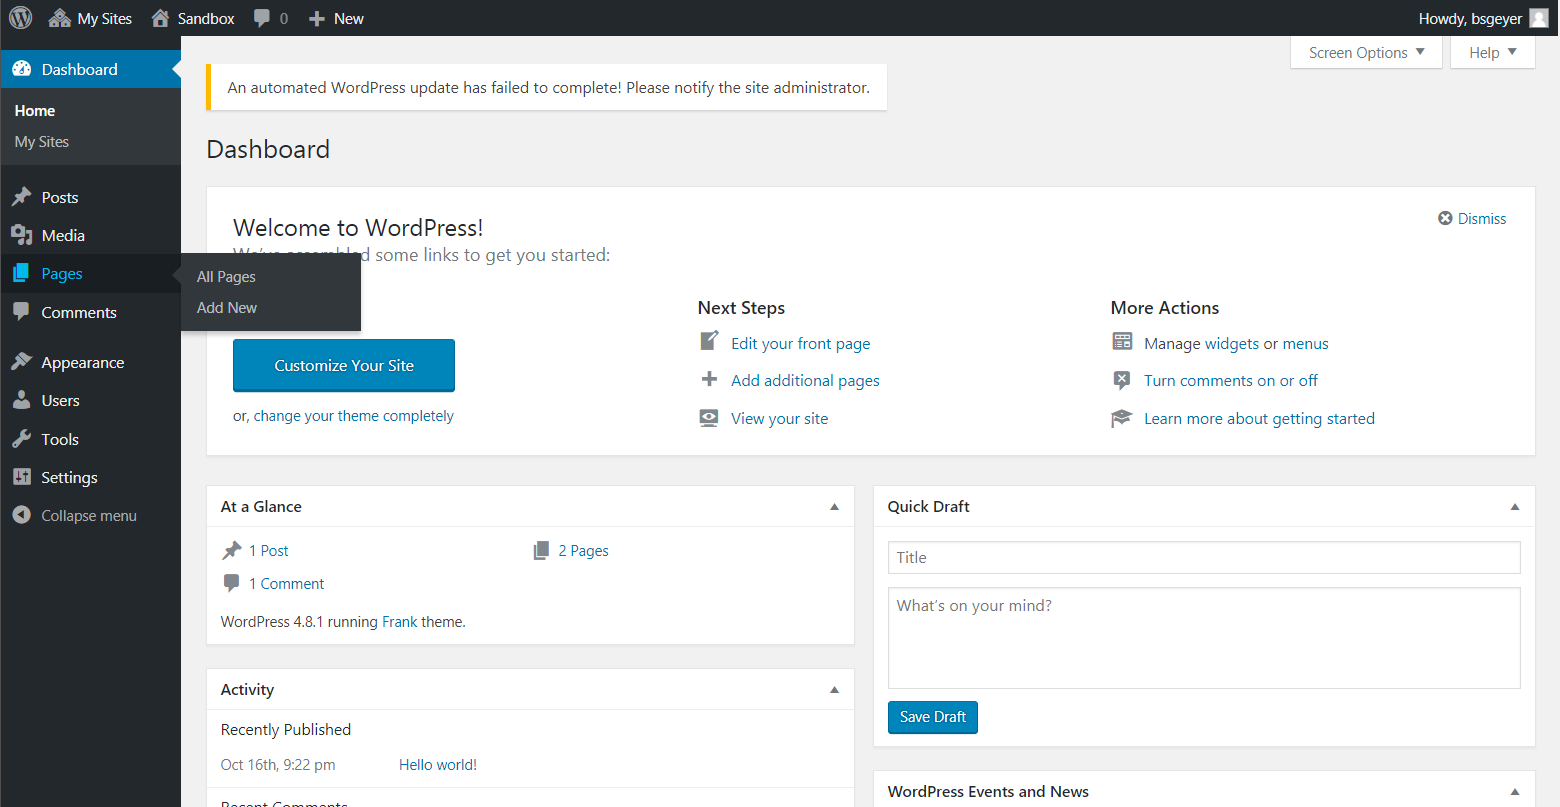 My Sites
Sandbox
0
New
Howdy, bsgeyer
Dashboard
Home
My Sites
Posts
Media
Pages
Comments
Appearance
Users
Tools
Settings
Collapse menu
All Pages
Add New
Screen Options
Help
An automated WordPress update has failed to complete! Please notify the site administrator.
Dashboard
Welcome to WordPress!
Dismiss
some links to get you started:
Customize Your Site
or, change your theme completely
Next Steps
Edit your front page
Add additional pages
View your site
More Actions
Manage widgets or menus
Turn comments on or off
Learn more about getting started
At a Glance
1 Post
2 Pages
1 Comment
WordPress 4.8.1 running Frank theme.
Activity
Recently Published
Oct 16th, 9:22 pm
Hello world!
Recent Comments
Quick Draft
Title
What's on your mind?
Save Draft
WordPress Events and News